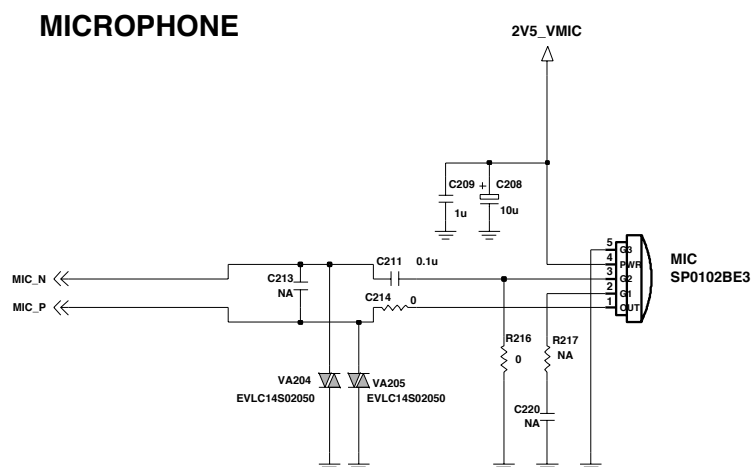 MICROPHONE
2V5_VMIC
C209
+
C208
1u
10u
5
G3
4
PWR
3
G2
2
G1
1
OUT
MIC
SP0102BE3
C211
0.1u
MIC_N
C213
NA
MIC_P
C214
0
R216
0
R217
NA
VA204
EVLC14S02050
VA205
EVLC14S02050
C220
NA